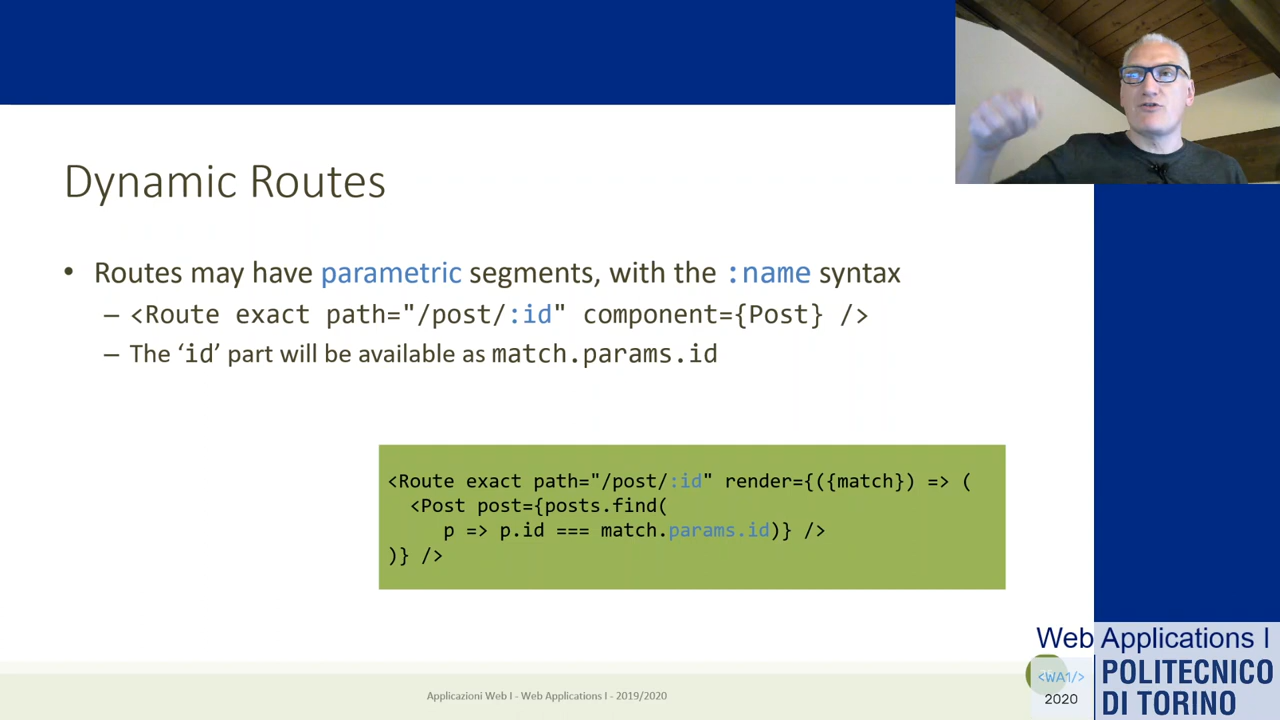 Dynamic Routes
• Routes may have parametric segments, with the :name syntax
– <Route exact path="/post/:id" component={Post} />
– The ‘id’ part will be available as match.params.id
<Route exact path="/post/:id" render={({match}) => (
<Post post={posts.find(
p => p.id === match.params.id)} />
)} />
Applicazioni Web I - Web Applications I - 2019/2020
Web Applications I
<WA1/>
2020
POLITECNICO
DI TORINO